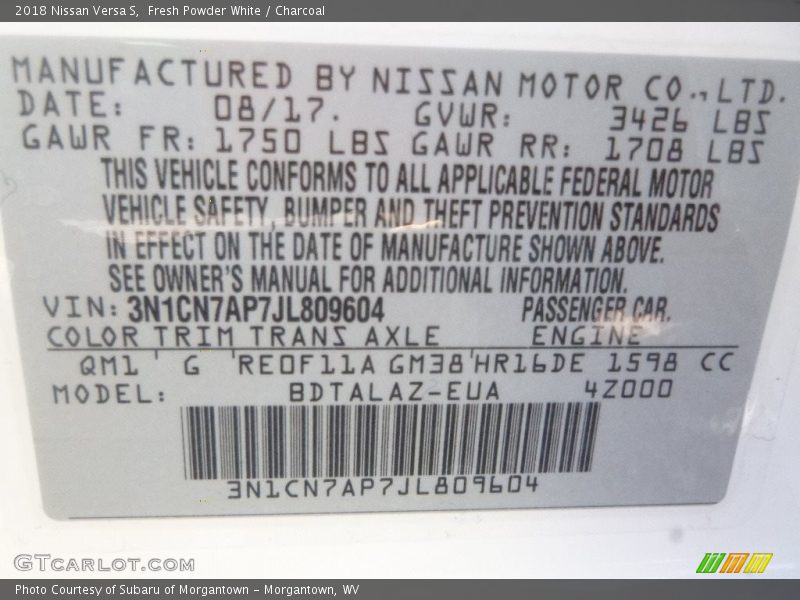 2018 Nissan Versa S,  Fresh Powder White / Charcoal
MANUFACTURED BY NISSAN MOTOR CO., LTD.
DATE: 08/17. GVWR: 3426 LBS
GAWR FR: 1750 LBS GAWR RR: 1708 LBS
THIS VEHICLE CONFORMS TO ALL APPLICABLE FEDERAL MOTOR
VEHICLE SAFETY, BUMPER AND THEFT PREVENTION STANDARDS
IN EFFECT ON THE DATE OF MANUFACTURE SHOWN ABOVE.
SEE OWNER'S MANUAL FOR ADDITIONAL INFORMATION.
VIN: 3N1CN7AP7JL809604 PASSENGER CAR.
COLOR TRIM TRANS AXLE ENGINE
QM1 ' G 'RE0F11A GM38'HR16DE 1598 CC
MODEL: BDTALAZ-EUA 4Z000
3N1CN7AP7JL809604
GTCARLOT.COM
Photo Courtesy of Subaru of Morgantown - Morgantown, WV